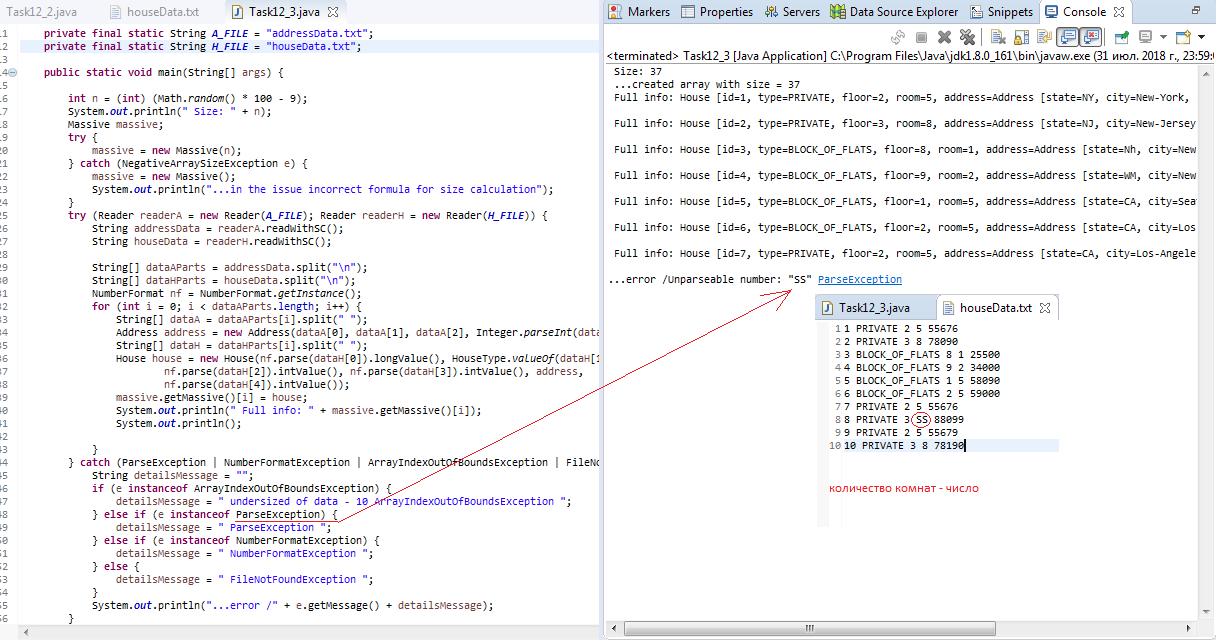 Task12_2.java houseData.txt Task12_3.java
private final static String A_FILE = "addressData.txt";
private final static String H_FILE = "houseData.txt";
public static void main(String[] args) {
int n = (int) (Math.random() * 100 - 9);
System.out.println(" Size: " + n);
Massive massive;
try {
massive = new Massive(n);
} catch (NegativeArraySizeException e) {
massive = new Massive();
System.out.println("...in the issue incorrect formula for size calculation");
}
try (Reader readerA = new Reader(A_FILE); Reader readerH = new Reader(H_FILE)) {
String addressData = readerA.readWithSC();
String houseData = readerH.readWithSC();
String[] dataAParts = addressData.split("\n");
String[] dataHParts = houseData.split("\n");
NumberFormat nf = NumberFormat.getInstance();
for (int i = 0; i < dataAParts.length; i++) {
String[] dataA = dataAParts[i].split(" ");
Address address = new Address(dataA[0], dataA[1], dataA[2], Integer.parseInt(data
String[] dataH = dataHParts[i].split(" ");
House house = new House(nf.parse(dataH[0]).longValue(), HouseType.valueOf(dataH[1
nf.parse(dataH[2]).intValue(), nf.parse(dataH[3]).intValue(), address,
nf.parse(dataH[4]).intValue());
massive.getMassive()[i] = house;
System.out.println(" Full info: " + massive.getMassive()[i]);
System.out.println();
}
} catch (ParseException | NumberFormatException | ArrayIndexOutOfBoundsException | FileNo
String detailsMessage = "";
if (e instanceof ArrayIndexOutOfBoundsException) {
detailsMessage = " undersized of data - 10 ArrayIndexOutOfBoundsException ";
} else if (e instanceof ParseException) {
detailsMessage = " ParseException ";
} else if (e instanceof NumberFormatException) {
detailsMessage = " NumberFormatException ";
} else {
detailsMessage = " FileNotFoundException ";
}
System.out.println("...error /" + e.getMessage() + detailsMessage);
}
Markers Properties Servers Data Source Explorer Snippets Console
<terminated> Task12_3 [Java Application] C:\Program Files\Java\jdk1.8.0_161\bin\javaw.exe (31 июл. 2018 г., 23:59:
Size: 37
...created array with size = 37
Full info: House [id=1, type=PRIVATE, floor=2, room=5, address=Address [state=NY, city=New-York,
Full info: House [id=2, type=PRIVATE, floor=3, room=8, address=Address [state=NJ, city=New-Jersey
Full info: House [id=3, type=BLOCK_OF_FLATS, floor=8, room=1, address=Address [state=Nh, city=New
Full info: House [id=4, type=BLOCK_OF_FLATS, floor=9, room=2, address=Address [state=WM, city=New
Full info: House [id=5, type=BLOCK_OF_FLATS, floor=1, room=5, address=Address [state=CA, city=Sea
Full info: House [id=6, type=BLOCK_OF_FLATS, floor=2, room=5, address=Address [state=CA, city=Los
Full info: House [id=7, type=PRIVATE, floor=2, room=5, address=Address [state=CA, city=Los-Angele
...error /Unparseable number: "SS" ParseException
Task12_3.java houseData.txt
1 1 PRIVATE 2 5 55676
2 2 PRIVATE 3 8 78090
3 3 BLOCK_OF_FLATS 8 1 25500
4 4 BLOCK_OF_FLATS 9 2 34000
5 5 BLOCK_OF_FLATS 1 5 58090
6 6 BLOCK_OF_FLATS 2 5 59000
7 7 PRIVATE 2 5 55676
8 8 PRIVATE 3 SS 88099
9 9 PRIVATE 2 5 55679
10 10 PRIVATE 3 8 78190
количество комнат - число